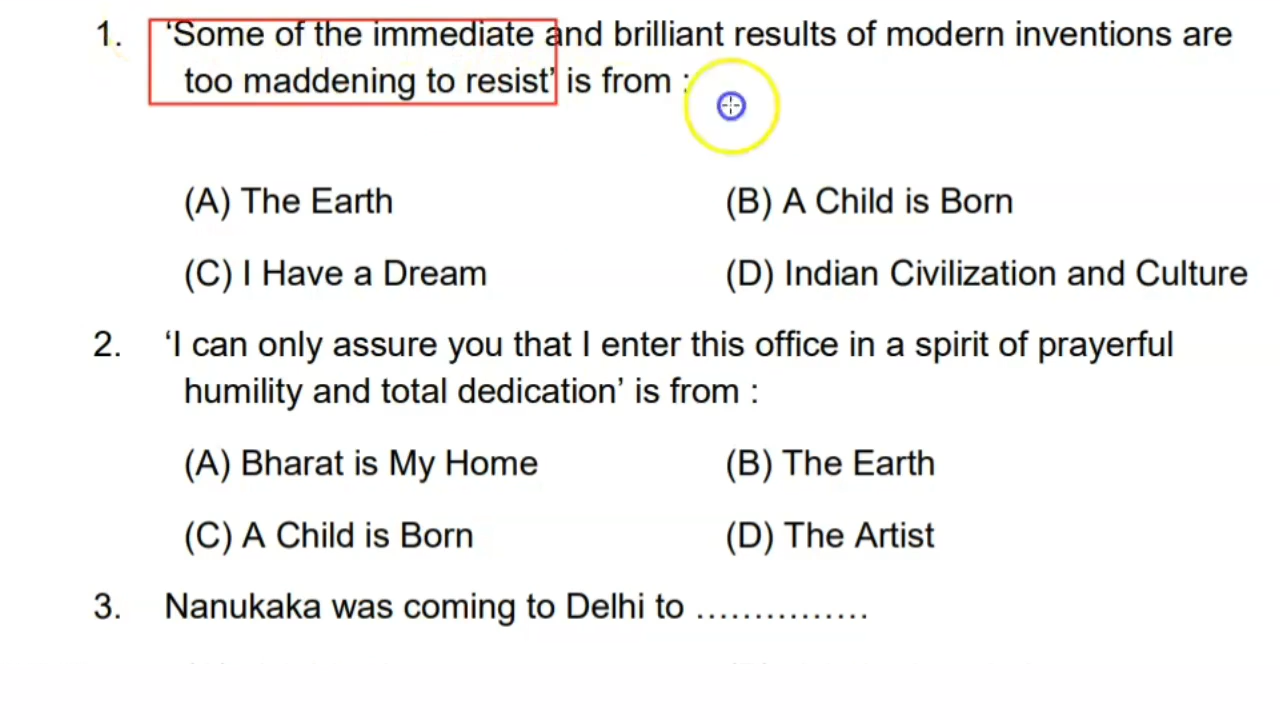 1. ‘Some of the immediate and brilliant results of modern inventions are
too maddening to resist’ is from :
(A) The Earth (B) A Child is Born
(C) I Have a Dream (D) Indian Civilization and Culture
2. ‘I can only assure you that I enter this office in a spirit of prayerful
humility and total dedication’ is from :
(A) Bharat is My Home (B) The Earth
(C) A Child is Born (D) The Artist
3. Nanukaka was coming to Delhi to ……………